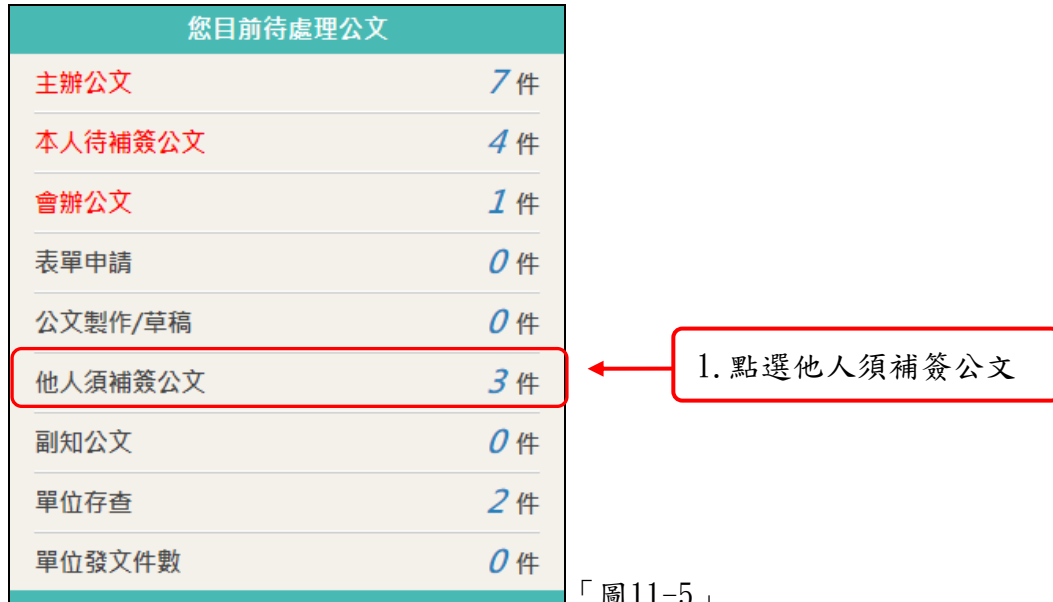 您目前待處理公文
主辦公文 7 件
本人待補簽公文 4 件
會辦公文 1 件
表單申請 0 件
公文製作/草稿 0 件
他人須補簽公文 3 件
1.點選他人須補簽公文
副知公文 0 件
單位存查 2 件
單位發文件數 0 件
「圖11-5」